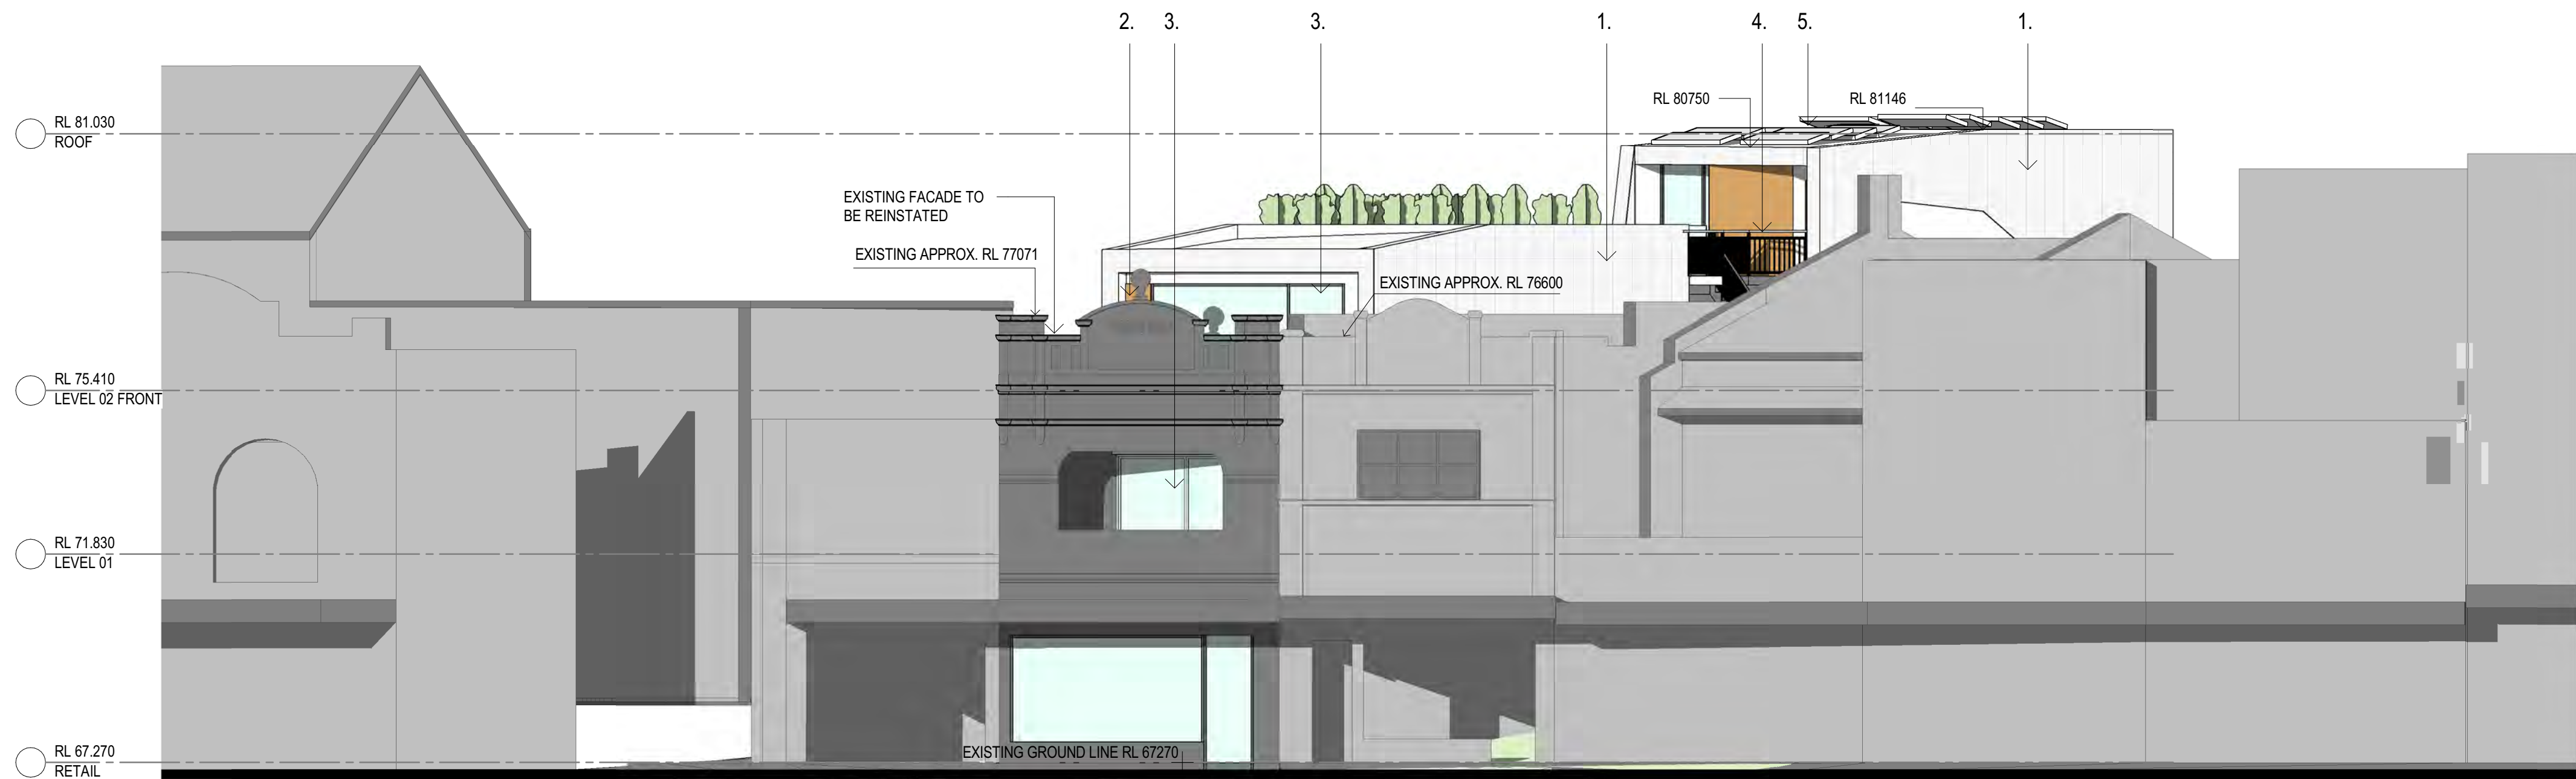 2. 3. 3. 1. 4. 5. 1.
RL 80750
RL 81146
RL 81.030
ROOF
EXISTING FACADE TO
BE REINSTATED
EXISTING APPROX. RL 77071
EXISTING APPROX. RL 76600
RL 75.410
LEVEL 02 FRONT
RL 71.830
LEVEL 01
EXISTING GROUND LINE RL 67270
RL 67.270
RETAIL